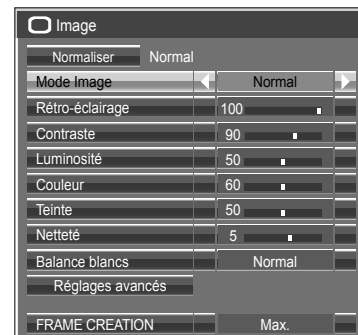 Image
Normaliser Normal
Mode Image Normal
Rétro-éclairage 100
Contraste 90
Luminosité 50
Couleur 60
Teinte 50
Netteté 5
Balance blancs Normal
Réglages avancés
FRAME CREATION Max.